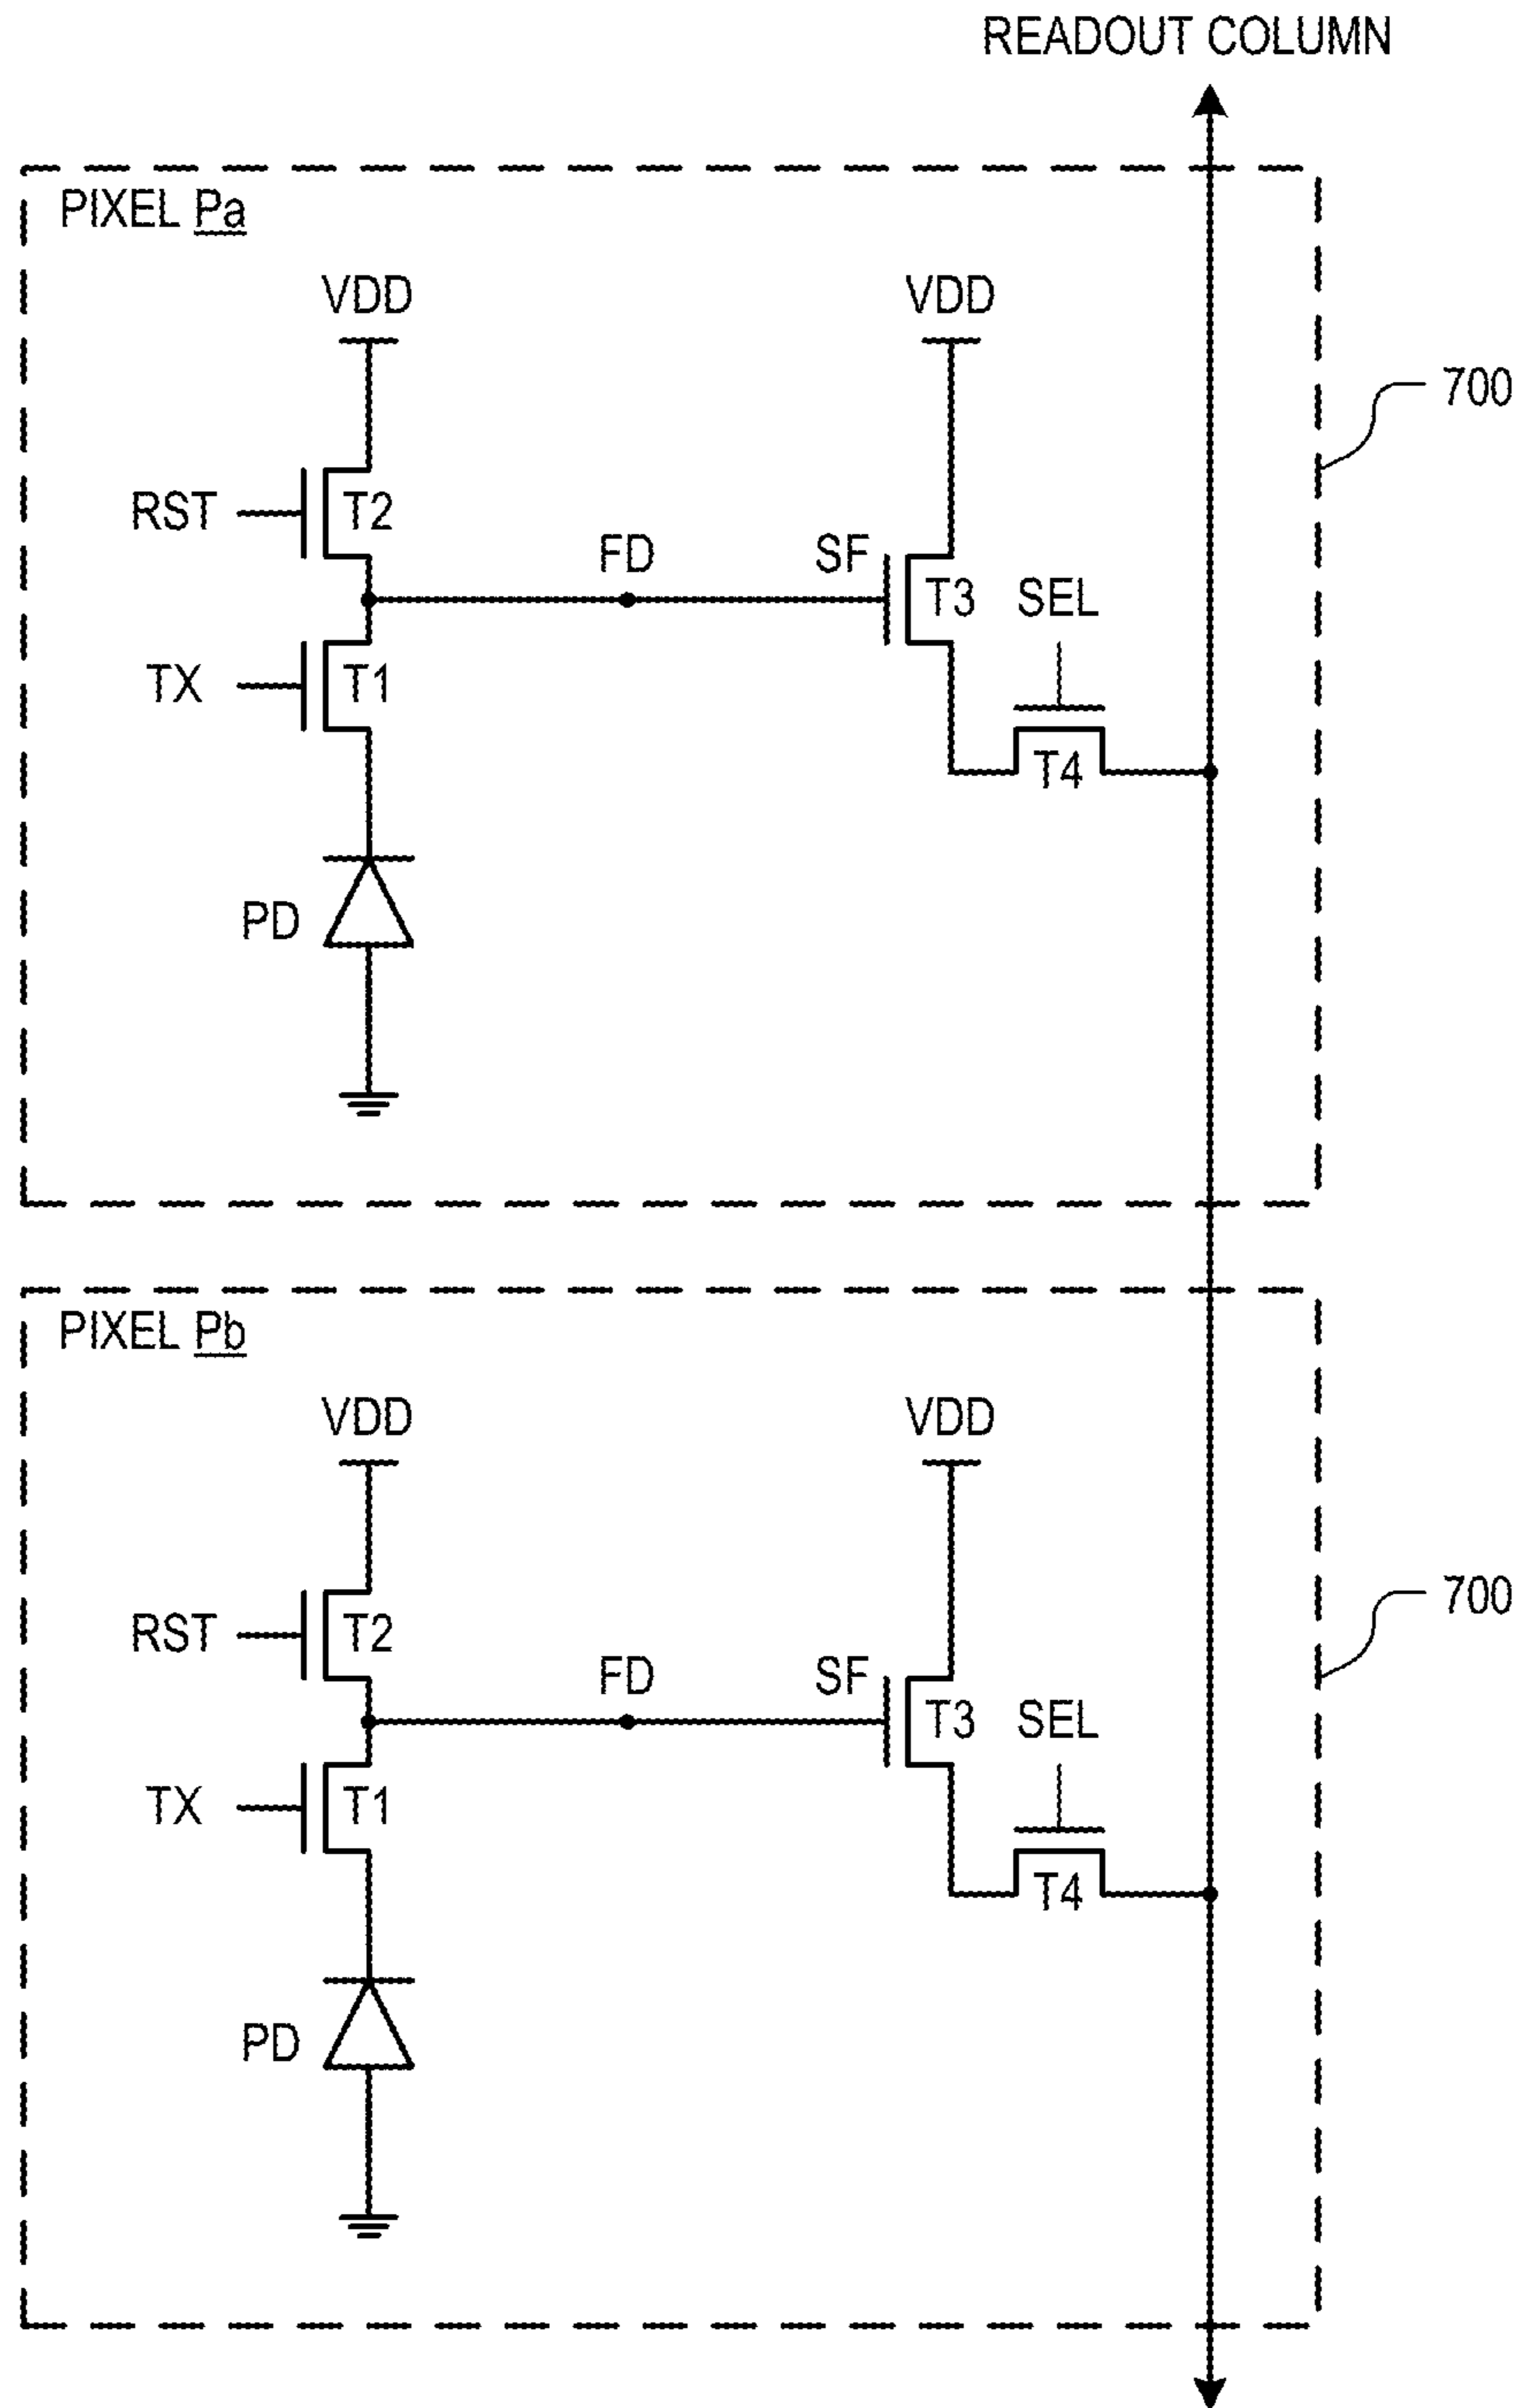 READOUT COLUMN
PIXEL Pa
VDD VDD
700
RST T2
FD SF T3 SEL
TX T1
T4
PD
PIXEL Pb
VDD VDD
700
RST T2
FD SF T3 SEL
TX T1
T4
PD